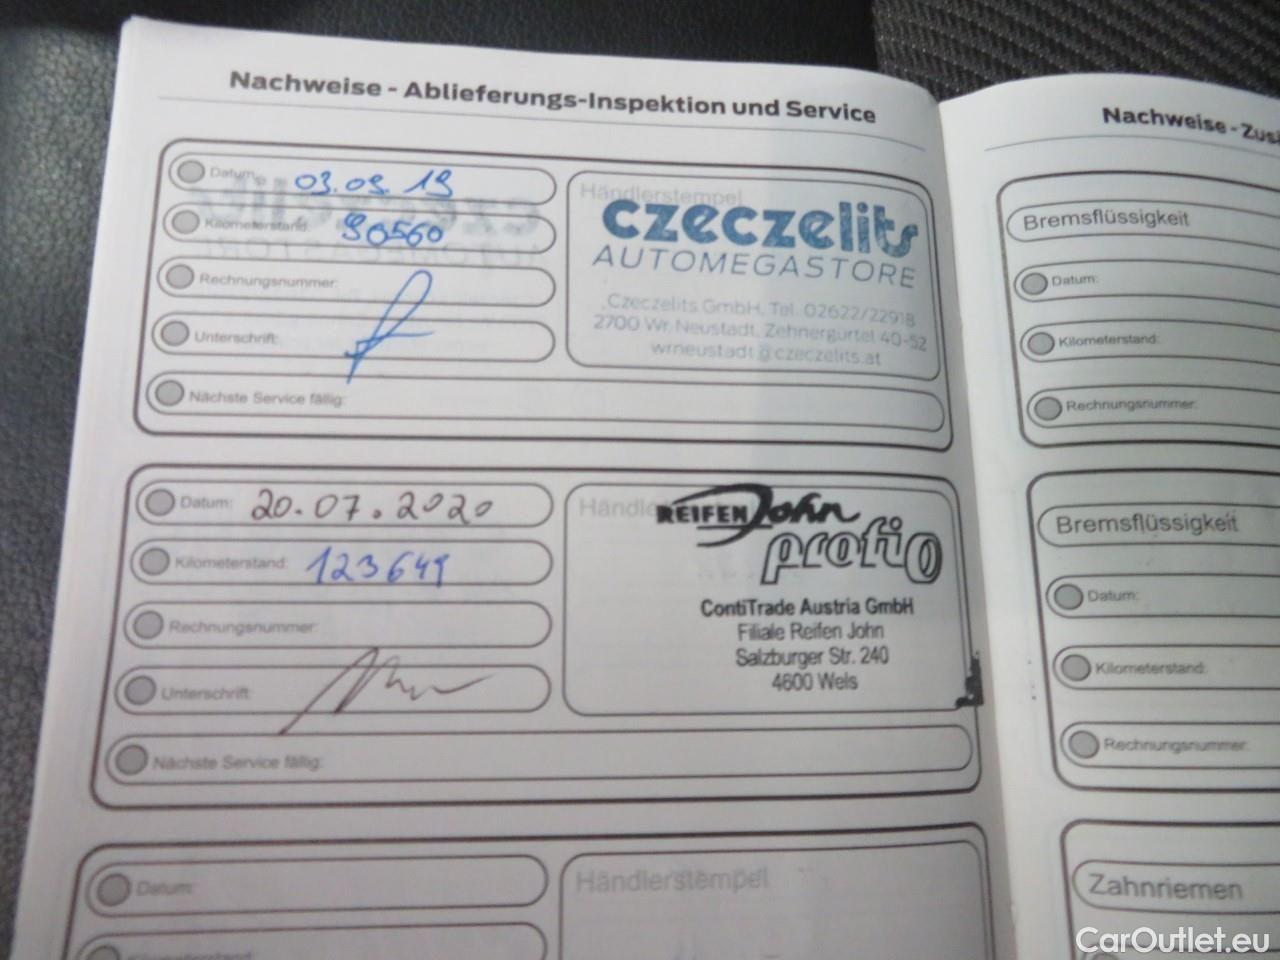 Nachweise - Ablieferungs-Inspektion und Service
Datum: 03.09.19
Kilometerstand: 90560
Rechnungsnummer:
Unterschrift:
Nächste Service fällig:
Händlerstempel
czeczelits
AUTOMEGASTORE
Czeczelits GmbH, Tel. 02622/22918
2700 Wr. Neustadt, Zehnergürtel 40-52
wrneustadt@czeczelits.at
Datum: 20.07.2020
Kilometerstand: 123649
Rechnungsnummer:
Unterschrift:
Nächste Service fällig:
REIFEN John
profi
ContiTrade Austria GmbH
Filiale Reifen John
Salzburger Str. 240
4600 Wels
Datum:
Kilometerstand:
Händlerstempel
Nachweise - Zusä
Bremsflüssigkeit
Datum:
Kilometerstand:
Rechnungsnummer:
Bremsflüssigkeit
Datum:
Kilometerstand:
Rechnungsnummer:
Zahnriemen
CarOutlet.eu